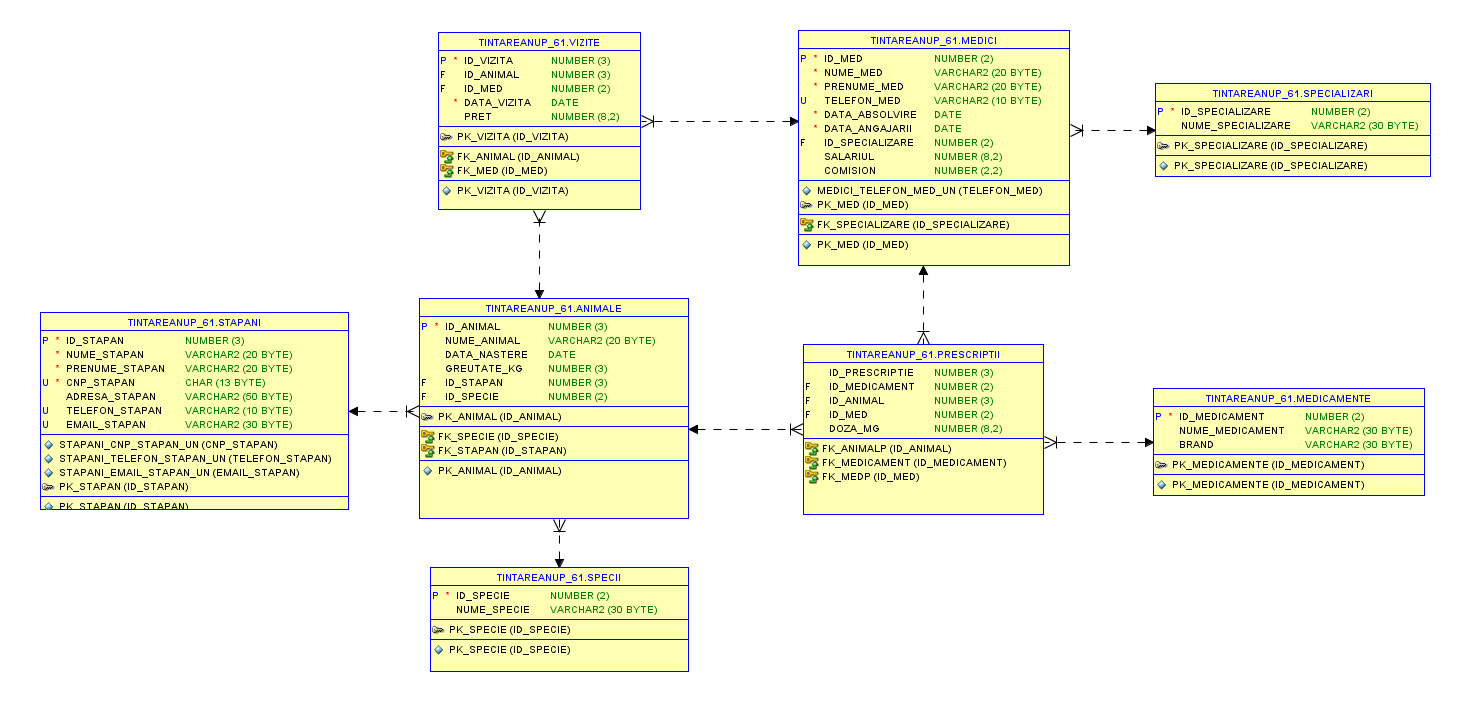 TINTAREANUP_61.VIZITE
P * ID_VIZITA NUMBER (3)
F ID_ANIMAL NUMBER (3)
F ID_MED NUMBER (2)
* DATA_VIZITA DATE
PRET NUMBER (8,2)
PK_VIZITA (ID_VIZITA)
FK_ANIMAL (ID_ANIMAL)
FK_MED (ID_MED)
PK_VIZITA (ID_VIZITA)
TINTAREANUP_61.MEDICI
P * ID_MED NUMBER (2)
* NUME_MED VARCHAR2 (20 BYTE)
* PRENUME_MED VARCHAR2 (20 BYTE)
U TELEFON_MED VARCHAR2 (10 BYTE)
* DATA_ABSOLVIRE DATE
* DATA_ANGAJARII DATE
F ID_SPECIALIZARE NUMBER (2)
SALARIUL NUMBER (8,2)
COMISION NUMBER (2,2)
MEDICI_TELEFON_MED_UN (TELEFON_MED)
PK_MED (ID_MED)
FK_SPECIALIZARE (ID_SPECIALIZARE)
PK_MED (ID_MED)
TINTAREANUP_61.SPECIALIZARI
P * ID_SPECIALIZARE NUMBER (2)
NUME_SPECIALIZARE VARCHAR2 (30 BYTE)
PK_SPECIALIZARE (ID_SPECIALIZARE)
PK_SPECIALIZARE (ID_SPECIALIZARE)
TINTAREANUP_61.STAPANI
P * ID_STAPAN NUMBER (3)
* NUME_STAPAN VARCHAR2 (20 BYTE)
* PRENUME_STAPAN VARCHAR2 (20 BYTE)
U * CNP_STAPAN CHAR (13 BYTE)
ADRESA_STAPAN VARCHAR2 (50 BYTE)
U TELEFON_STAPAN VARCHAR2 (10 BYTE)
U EMAIL_STAPAN VARCHAR2 (30 BYTE)
STAPANI_CNP_STAPAN_UN (CNP_STAPAN)
STAPANI_TELEFON_STAPAN_UN (TELEFON_STAPAN)
STAPANI_EMAIL_STAPAN_UN (EMAIL_STAPAN)
PK_STAPAN (ID_STAPAN)
PK_STAPAN (ID_STAPAN)
TINTAREANUP_61.ANIMALE
P * ID_ANIMAL NUMBER (3)
NUME_ANIMAL VARCHAR2 (20 BYTE)
DATA_NASTERE DATE
GREUTATE_KG NUMBER (3)
F ID_STAPAN NUMBER (3)
F ID_SPECIE NUMBER (2)
PK_ANIMAL (ID_ANIMAL)
FK_SPECIE (ID_SPECIE)
FK_STAPAN (ID_STAPAN)
PK_ANIMAL (ID_ANIMAL)
TINTAREANUP_61.PRESCRIPTII
ID_PRESCRIPTIE NUMBER (3)
F ID_MEDICAMENT NUMBER (2)
F ID_ANIMAL NUMBER (3)
F ID_MED NUMBER (2)
DOZA_MG NUMBER (8,2)
FK_ANIMALP (ID_ANIMAL)
FK_MEDICAMENT (ID_MEDICAMENT)
FK_MEDP (ID_MED)
TINTAREANUP_61.MEDICAMENTE
P * ID_MEDICAMENT NUMBER (2)
NUME_MEDICAMENT VARCHAR2 (30 BYTE)
BRAND VARCHAR2 (30 BYTE)
PK_MEDICAMENTE (ID_MEDICAMENT)
PK_MEDICAMENTE (ID_MEDICAMENT)
TINTAREANUP_61.SPECII
P * ID_SPECIE NUMBER (2)
NUME_SPECIE VARCHAR2 (30 BYTE)
PK_SPECIE (ID_SPECIE)
PK_SPECIE (ID_SPECIE)